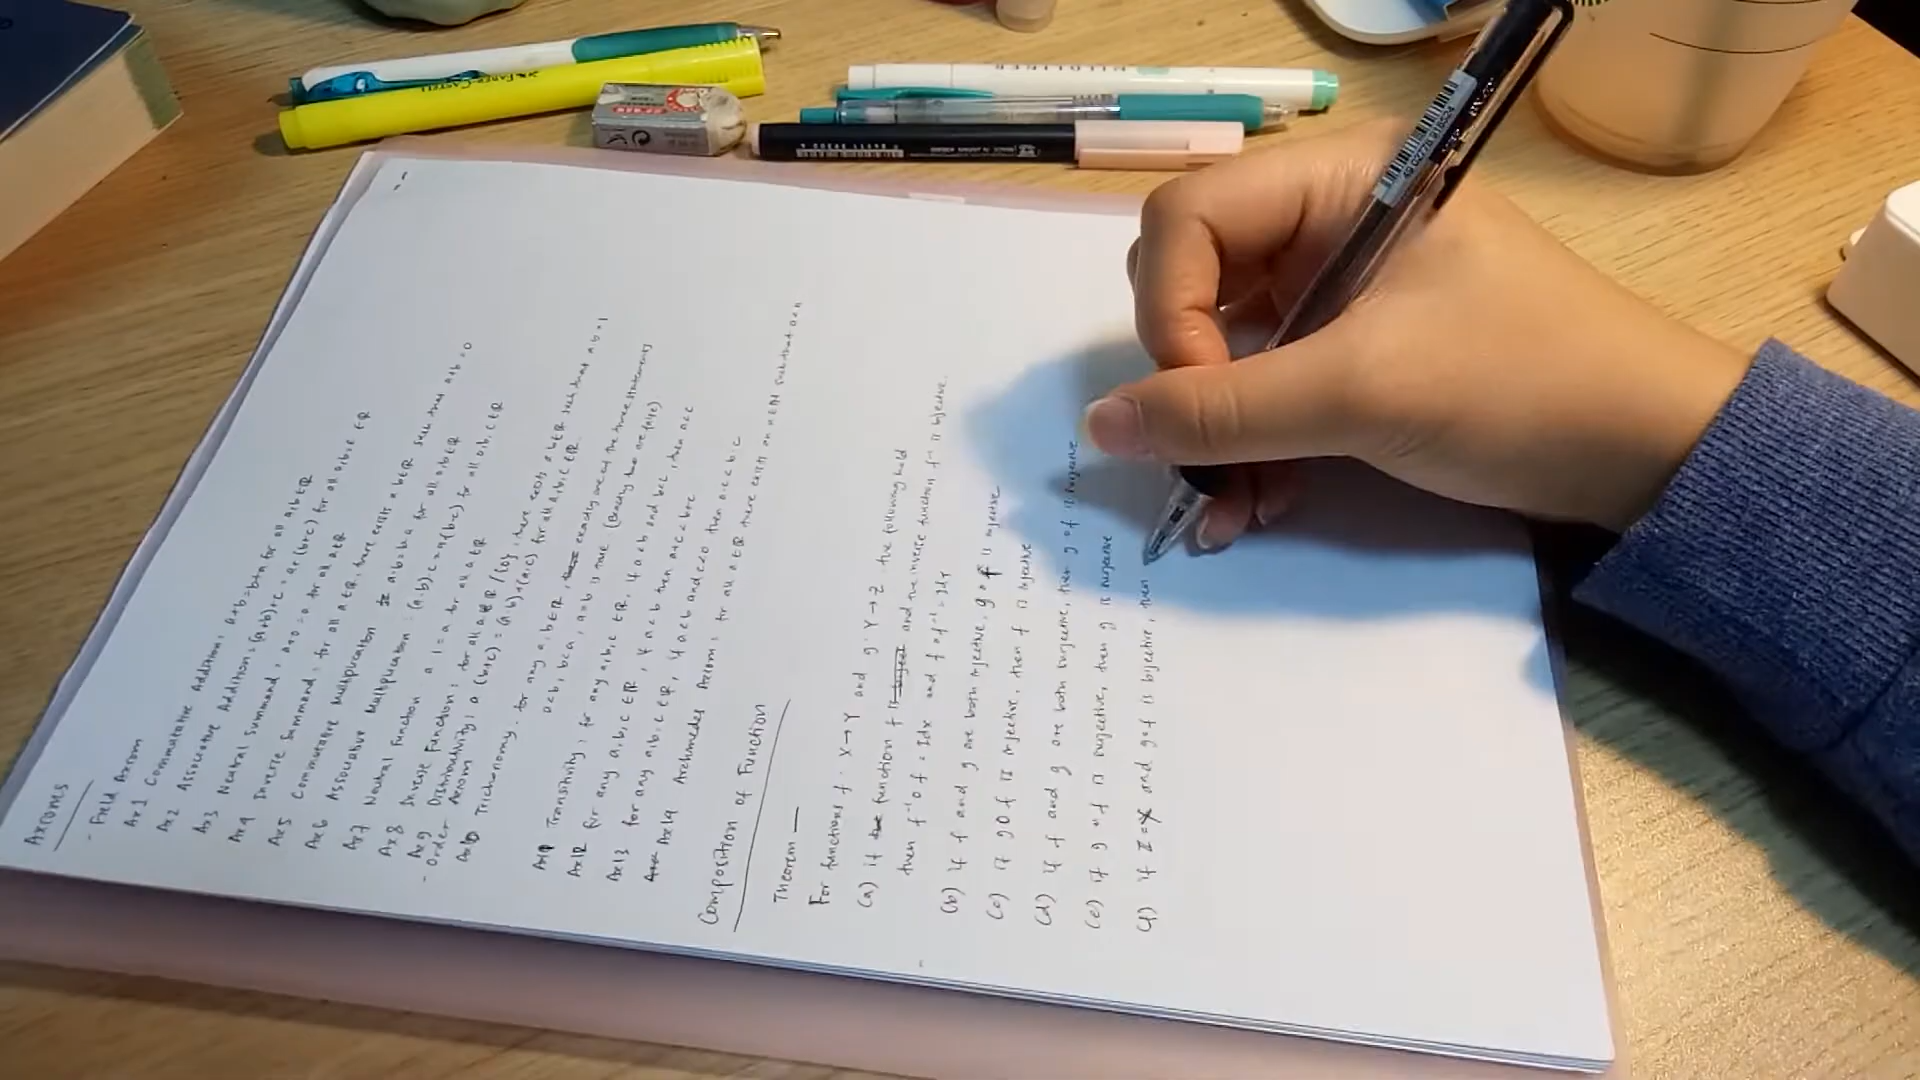 Axioms
- Field Axiom
Ax1 Commutative Addition: a+b=b+a for all a,b∈ℝ
Ax2 Associative Addition: (a+b)+c = a+(b+c) for all a,b,c ∈ℝ
Ax3 Neutral Summand: a+0 = a for all a∈ℝ
Ax4 Inverse Summand: for all a∈ℝ, there exists a b∈ℝ such that a+b=0
Ax5 Commutative Multiplication a·b=b·a for all a,b∈ℝ
Ax6 Associative Multiplication: (a·b)·c = a·(b·c) for all a,b,c∈ℝ
Ax7 Neutral Function a·1=a for all a∈ℝ
Ax8 Inverse Function: for all a∈ℝ/{0}, there exists a b∈ℝ such that a·b=1
Ax9 Distributivity: a·(b+c) = (a·b)+(a·c) for all a,b,c∈ℝ
- Order Axiom
Ax10 Trichonomy: for any a,b∈ℝ, exactly one of the three statements
a<b, b<a, a=b is true. (Exactly two are false)
Ax11 Transitivity: for any a,b,c∈ℝ, if a<b and b<c, then a<c
Ax12 for any a,b,c∈ℝ, if a<b then a+c<b+c
Ax13 for any a,b,c∈ℝ, if a<b and c>0 then a·c<b·c
Ax14 Archimedes Axiom: for all a∈ℝ there exists an n∈ℕ such that a<n
Composition of Function
Theorem —
For functions f: X→Y and g: Y→Z the following hold
(a) if the function f is and the inverse function f⁻¹ is bijective.
then f⁻¹∘f = Idx and f∘f⁻¹=Idy
(b) if f and g are both injective, g∘f is injective
(c) if g∘f is injective, then f is injective
(d) if f and g are both surjective, then g∘f is surjective
(e) if g∘f is surjective, then g is surjective
(f) if Z=X and g∘f is bijective, then
FABER-CASTELL
MILDLINER